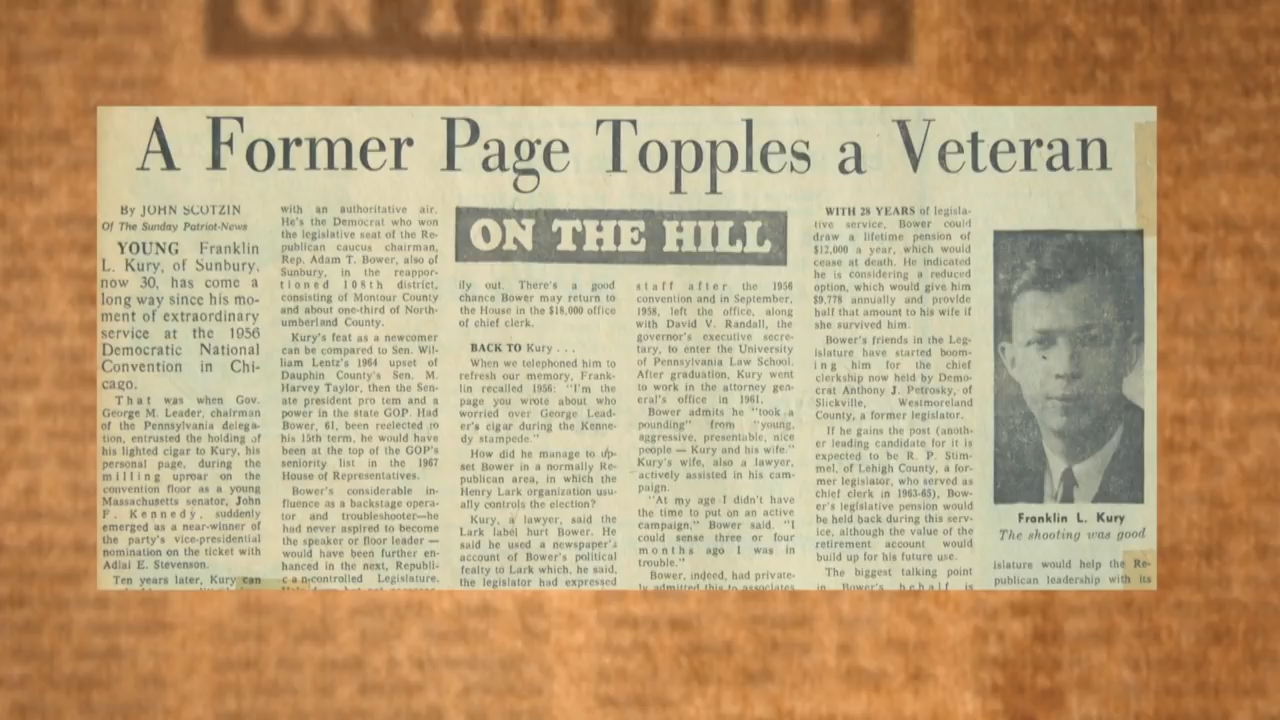 ON THE HILL
A Former Page Topples a Veteran
By JOHN SCOTZIN
Of The Sunday Patriot-News
YOUNG Franklin
L. Kury, of Sunbury,
now 30, has come a
long way since his mo-
ment of extraordinary
service at the 1956
Democratic National
Convention in Chi-
cago.
That was when Gov.
George M. Leader, chairman
of the Pennsylvania delega-
tion, entrusted the holding of
his lighted cigar to Kury, his
personal page, during the
milling uproar on the
convention floor as a young
Massachusetts senator, John
F. Kennedy, suddenly
emerged as a near-winner of
the party's vice-presidential
nomination on the ticket with
Adlai E. Stevenson.
Ten years later, Kury can
with an authoritative air.
He's the Democrat who won
the legislative seat of the Re-
publican caucus chairman,
Rep. Adam T. Bower, also of
Sunbury, in the reappor-
tioned 108th district,
consisting of Montour County
and about one-third of North-
umberland County.
Kury's feat as a newcomer
can be compared to Sen. Wil-
liam Lentz's 1964 upset of
Dauphin County's Sen. M.
Harvey Taylor, then the Sen-
ate president pro tem and a
power in the state GOP. Had
Bower, 61, been reelected to
his 15th term, he would have
been at the top of the GOP's
seniority list in the 1967
House of Representatives.
Bower's considerable in-
fluence as a backstage opera-
tor and troubleshooter—he
had never aspired to become
the speaker or floor leader —
would have been further en-
hanced in the next, Republi-
can-controlled Legislature.
ON THE HILL
ily out. There's a good
chance Bower may return to
the House in the $18,000 office
of chief clerk.
BACK TO Kury . . .
When we telephoned him to
refresh our memory, Frank-
lin recalled 1956: "I'm the
page you wrote about who
worried over George Lead-
er's cigar during the Kenne-
dy stampede."
How did he manage to up-
set Bower in a normally Re-
publican area, in which the
Henry Lark organization usu-
ally controls the election?
Kury, a lawyer, said the
Lark label hurt Bower. He
said he used a newspaper's
account of Bower's political
fealty to Lark which, he said,
the legislator had expressed
staff after the 1956
convention and in September,
1958, left the office, along
with David V. Randall, the
governor's executive secre-
tary, to enter the University
of Pennsylvania Law School.
After graduation, Kury went
to work in the attorney gen-
eral's office in 1961.
Bower admits he "took a
pounding" from "young,
aggressive, presentable, nice
people — Kury and his wife."
Kury's wife, also a lawyer,
actively assisted in his cam-
paign.
"At my age I didn't have
the time to put on an active
campaign," Bower said. "I
could sense three or four
months ago I was in
trouble."
Bower, indeed, had private-
ly admitted this to associates
WITH 28 YEARS of legisla-
tive service, Bower could
draw a lifetime pension of
$12,000 a year, which would
cease at death. He indicated
he is considering a reduced
option, which would give him
$9,778 annually and provide
half that amount to his wife if
she survived him.
Bower's friends in the Leg-
islature have started boom-
ing him for the chief
clerkship now held by Demo-
crat Anthony J. Petrosky, of
Slickville, Westmoreland
County, a former legislator.
If he gains the post (anoth-
er leading candidate for it is
expected to be R. P. Stim-
mel, of Lehigh County, a for-
mer legislator, who served as
chief clerk in 1963-65), Bow-
er's legislative pension would
be held back during this serv-
ice, although the value of the
retirement account would
build up for his future use.
The biggest talking point
in Bower's behalf is
Franklin L. Kury
The shooting was good
islature would help the Re-
publican leadership with its